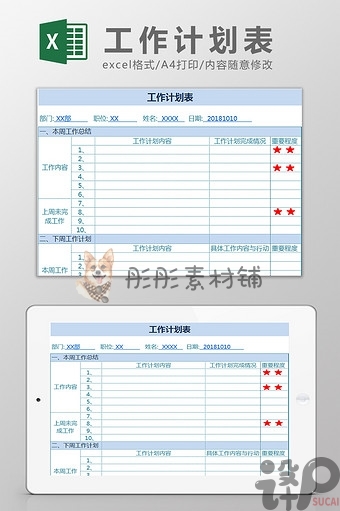 X
工作计划表
excel格式/A4打印/内容随意修改
工作计划表
部门: XX部 职位: XX 姓名: XXXX 日期: 20181010
一、本周工作总结
工作计划内容 工作计划完成情况 重要程度
工作内容
1、 ★ ★
2、
3、 ★ ★
4、
5、
6、
7、
上周未完成工作
8、 ★ ★
9、
10、
二、下周工作计划
工作计划内容 具体工作内容与行动 重要程度
本周工作
1、
彤彤素材铺
工作计划表
部门: XX部 职位: XX 姓名: XXXX 日期: 20181010
一、本周工作总结
工作计划内容 工作计划完成情况 重要程度
工作内容
1、 ★ ★
2、
3、 ★ ★
4、
5、
6、
7、
上周未完成工作
8、 ★ ★
9、
10、
二、下周工作计划
工作计划内容 具体工作内容与行动 重要程度
本周工作
1、
2、
3、
SUCAI